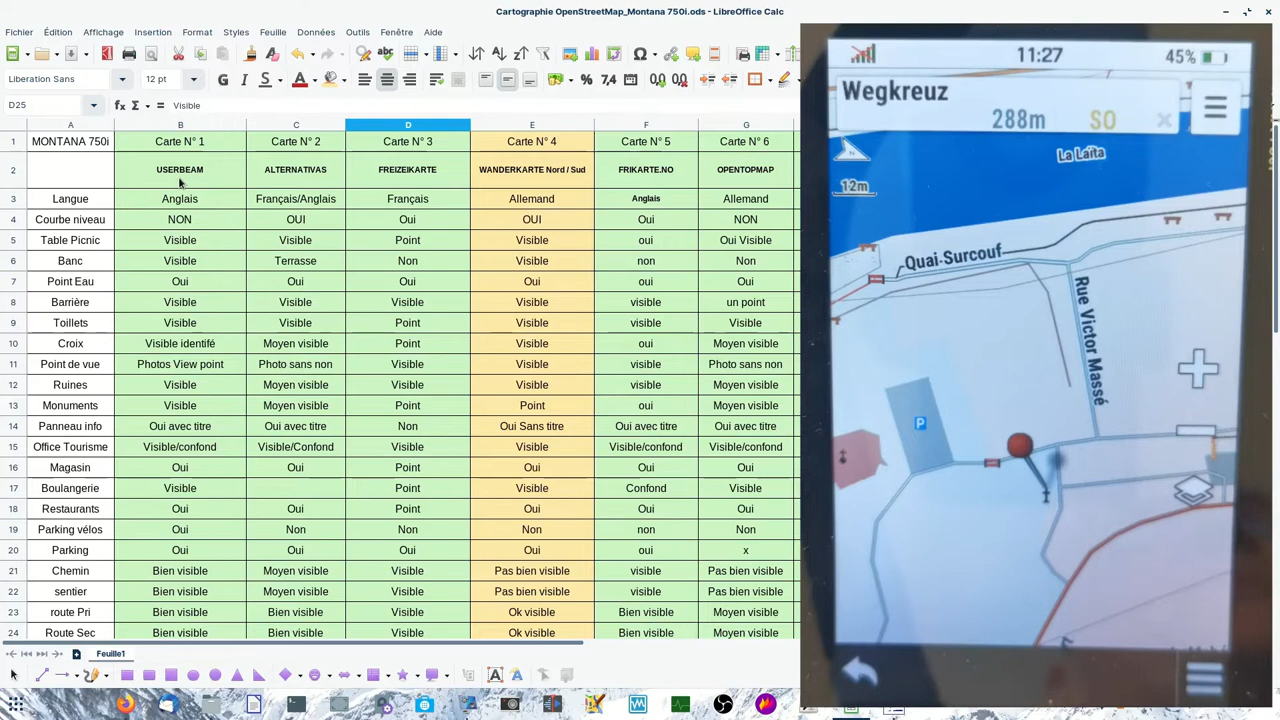 Cartographie OpenStreetMap_Montana 750i.ods - LibreOffice Calc
Fichier Édition Affichage Insertion Format Styles Feuille Données Outils Fenêtre Aide
Liberation Sans 12 pt
D25 Visible
A B C D E F G
1 MONTANA 750i Carte N° 1 Carte N° 2 Carte N° 3 Carte N° 4 Carte N° 5 Carte N° 6
2 USERBEAM ALTERNATIVAS FREIZEIKARTE WANDERKARTE Nord / Sud FRIKARTE.NO OPENTOPMAP
3 Langue Anglais Français/Anglais Français Allemand Anglais Allemand
4 Courbe niveau NON OUI Oui OUI Oui NON
5 Table Picnic Visible Visible Point Visible oui Oui Visible
6 Banc Visible Terrasse Non Visible non Non
7 Point Eau Oui Oui Oui Oui oui Oui
8 Barrière Visible Visible Visible Visible visible un point
9 Toillets Visible Visible Point Visible visible Visible
10 Croix Visible identifé Moyen visible Point Visible oui Moyen visible
11 Point de vue Photos View point Photo sans non Visible Visible visible Photo sans non
12 Ruines Visible Moyen visible Visible Visible visible Moyen visible
13 Monuments Visible Moyen visible Point Point oui Moyen visible
14 Panneau info Oui avec titre Oui avec titre Non Oui Sans titre Oui avec titre Oui avec titre
15 Office Tourisme Visible/confond Visible/Confond Visible Visible Visible/confond Visible/confond
16 Magasin Oui Oui Point Oui Oui Oui
17 Boulangerie Visible Point Visible Confond Visible
18 Restaurants Oui Oui Point Oui Oui Oui
19 Parking vélos Oui Non Non Non non Non
20 Parking Oui Oui Oui Oui oui x
21 Chemin Bien visible Moyen visible Visible Pas bien visible visible Pas bien visible
22 sentier Bien visible Moyen visible Visible Pas bien visible visible Pas bien visible
23 route Pri Bien visible Bien visible Visible Ok visible Bien visible Moyen visible
24 Route Sec Bien visible Bien visible Visible Ok visible Bien visible Moyen visible
Feuille1
11:27 45%
Wegkreuz
288m SO
La Laïta
12m
Quai Surcouf
Rue Victor Massé
P